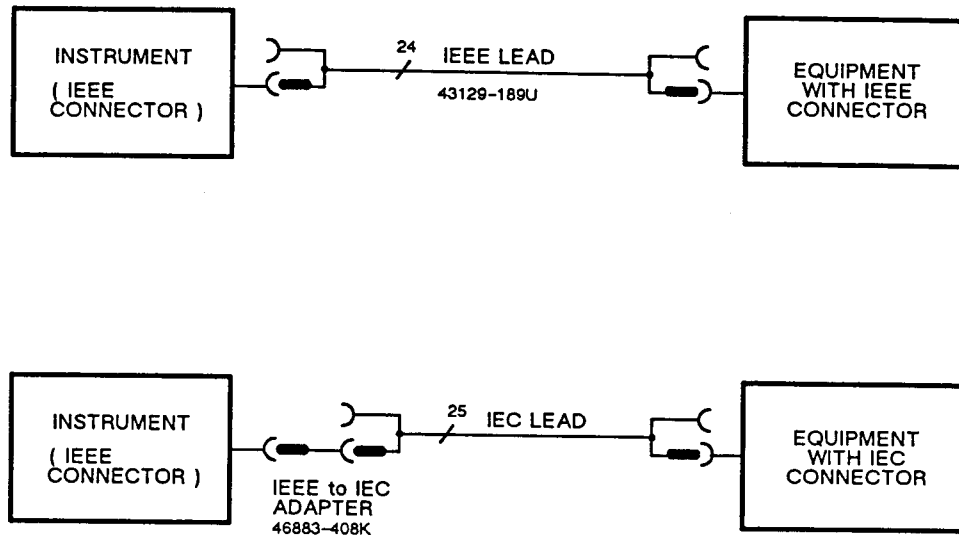 INSTRUMENT
( IEEE
CONNECTOR )
24
IEEE LEAD
43129-189U
EQUIPMENT
WITH IEEE
CONNECTOR
INSTRUMENT
( IEEE
CONNECTOR )
IEEE to IEC
ADAPTER
46883-408K
25
IEC LEAD
EQUIPMENT
WITH IEC
CONNECTOR